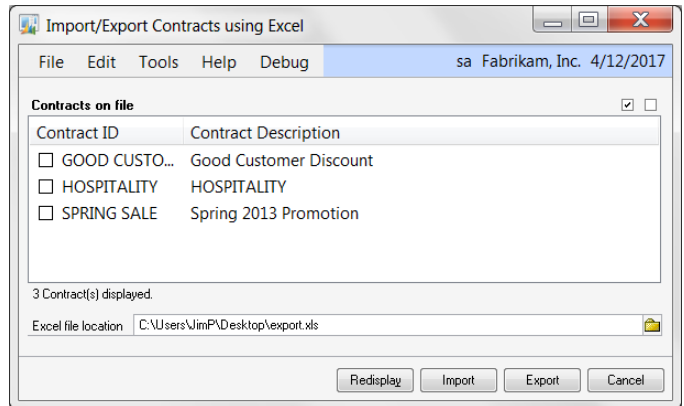 Import/Export Contracts using Excel
File Edit Tools Help Debug sa Fabrikam, Inc. 4/12/2017
Contracts on file
Contract ID Contract Description
GOOD CUSTO... Good Customer Discount
HOSPITALITY HOSPITALITY
SPRING SALE Spring 2013 Promotion
3 Contract(s) displayed.
Excel file location C:\Users\JimP\Desktop\export.xls
Redisplay Import Export Cancel